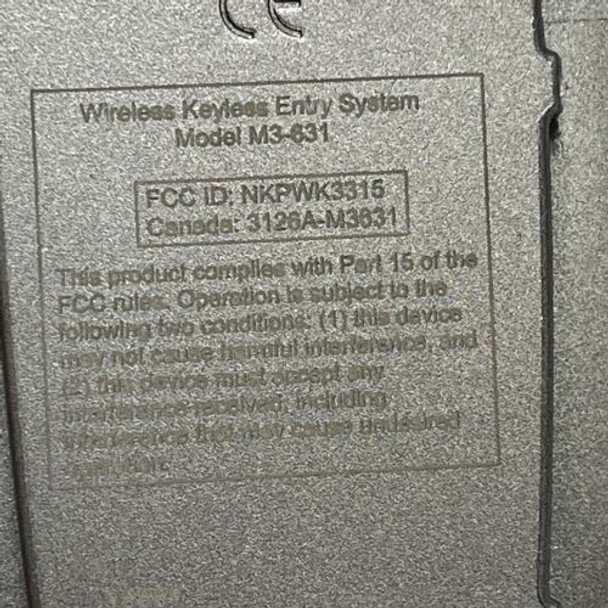 CE
Wireless Keyless Entry System
Model M3-631
FCC ID: NKPWK3315
Canada: 3126A-M3631
This product complies with Part 15 of the
FCC rules. Operation is subject to the
following two conditions: (1) this device
may not cause harmful interference, and
(2) this device must accept any
interference received, including
interference that may cause undesired
operation.